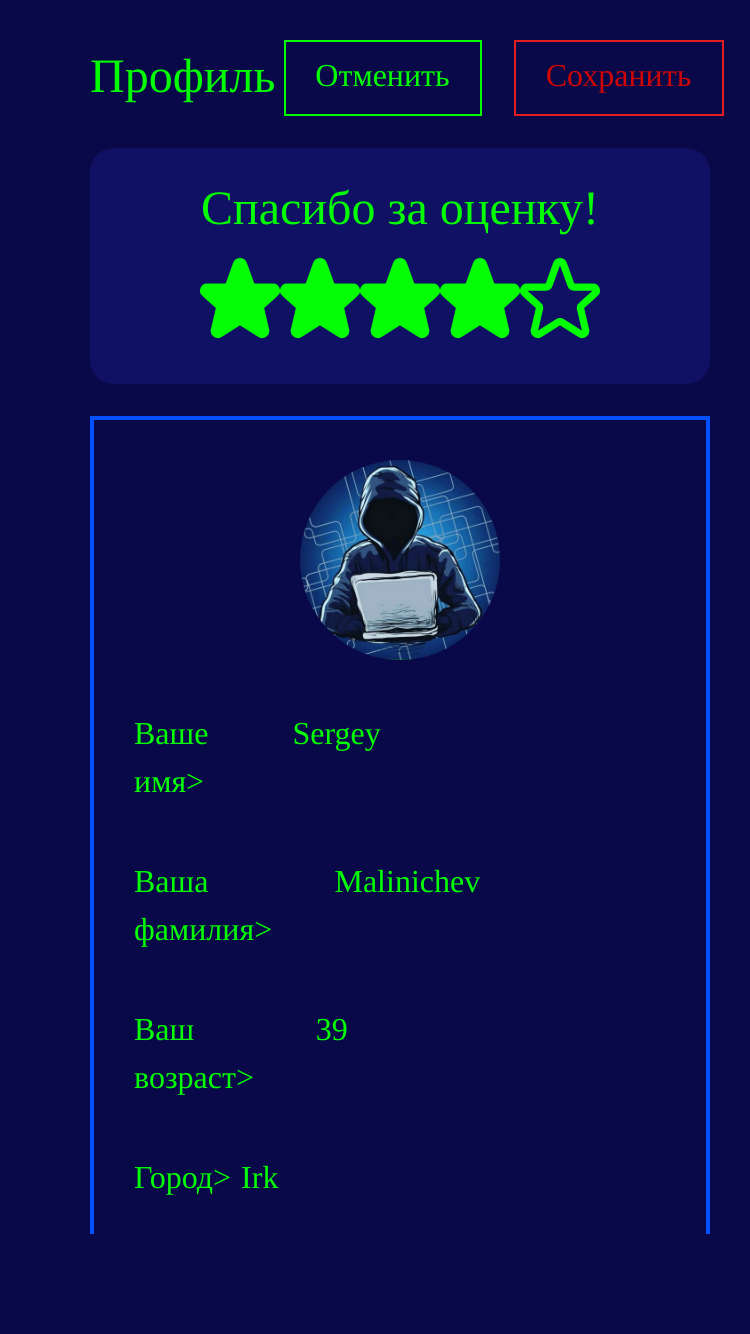 Профиль Отменить Сохранить
Спасибо за оценку!
Ваше Sergey
имя>
Ваша Malinichev
фамилия>
Ваш 39
возраст>
Город> Irk